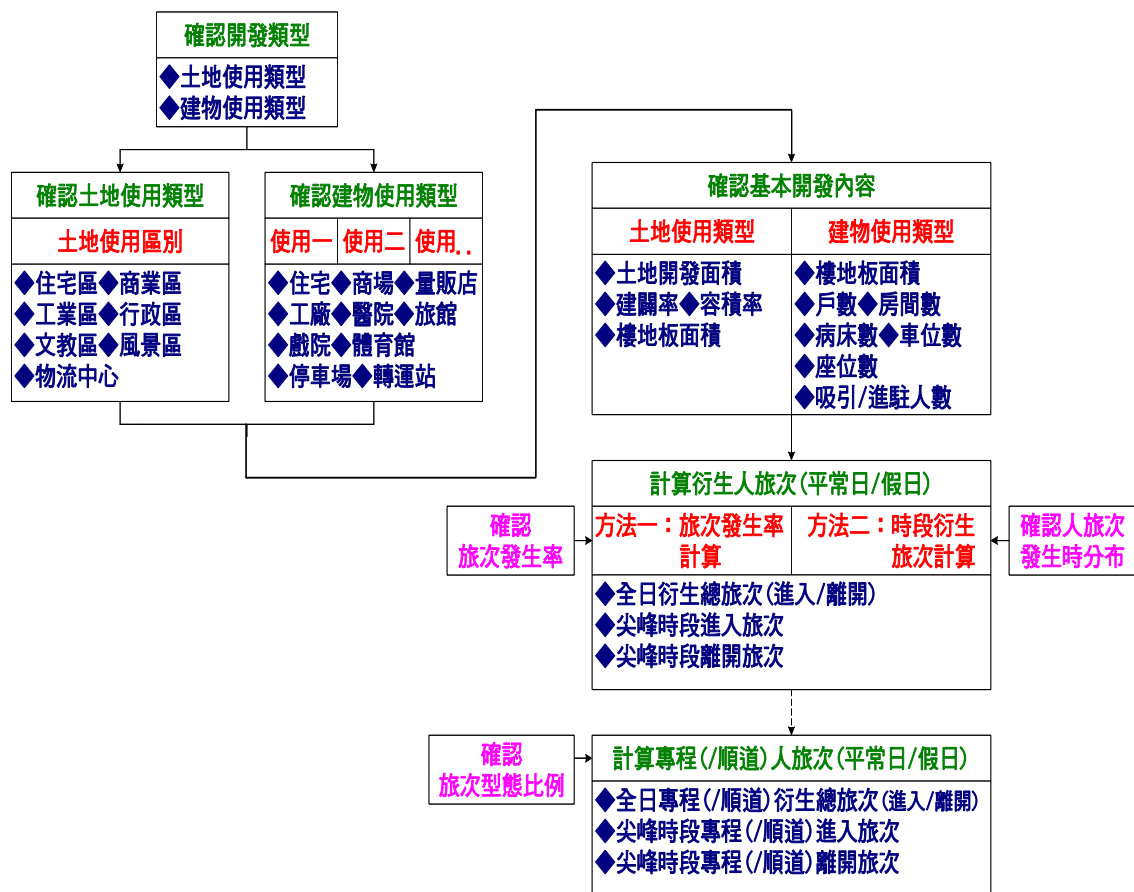 確認開發類型
◆土地使用類型
◆建物使用類型
確認土地使用類型
土地使用區別
◆住宅區◆商業區
◆工業區◆行政區
◆文教區◆風景區
◆物流中心
確認建物使用類型
使用一 使用二 使用..
◆住宅◆商場◆量販店
◆工廠◆醫院◆旅館
◆戲院◆體育館
◆停車場◆轉運站
確認基本開發內容
土地使用類型
◆土地開發面積
◆建闢率◆容積率
◆樓地板面積
建物使用類型
◆樓地板面積
◆戶數◆房間數
◆病床數◆車位數
◆座位數
◆吸引/進駐人數
計算衍生人旅次(平常日/假日)
確認
旅次發生率
方法一：旅次發生率
計算
方法二：時段衍生
旅次計算
確認人旅次
發生時分布
◆全日衍生總旅次(進入/離開)
◆尖峰時段進入旅次
◆尖峰時段離開旅次
確認
旅次型態比例
計算專程(/順道)人旅次(平常日/假日)
◆全日專程(/順道)衍生總旅次(進入/離開)
◆尖峰時段專程(/順道)進入旅次
◆尖峰時段專程(/順道)離開旅次